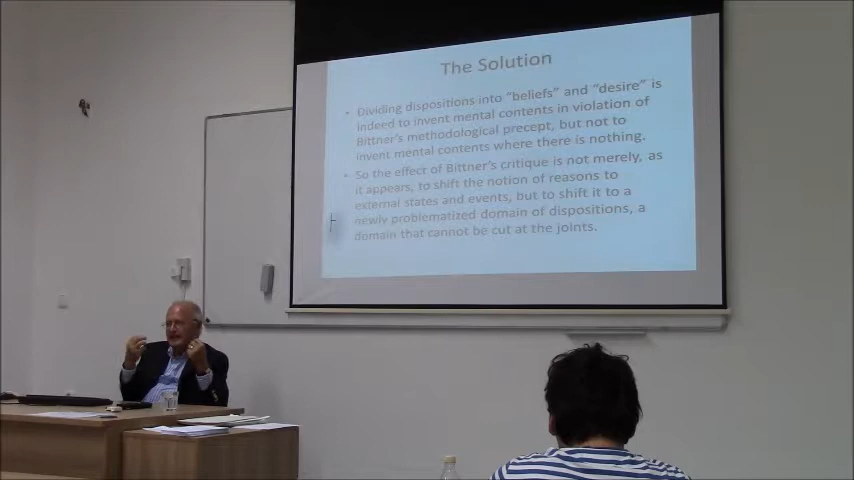 The Solution
• Dividing dispositions into "beliefs" and "desire" is
indeed to invent mental contents in violation of
Bittner's methodological precept, but not to
invent mental contents where there is nothing.
• So the effect of Bittner's critique is not merely, as
it appears, to shift the notion of reasons to
external states and events, but to shift it to a
newly problematized domain of dispositions, a
domain that cannot be cut at the joints.